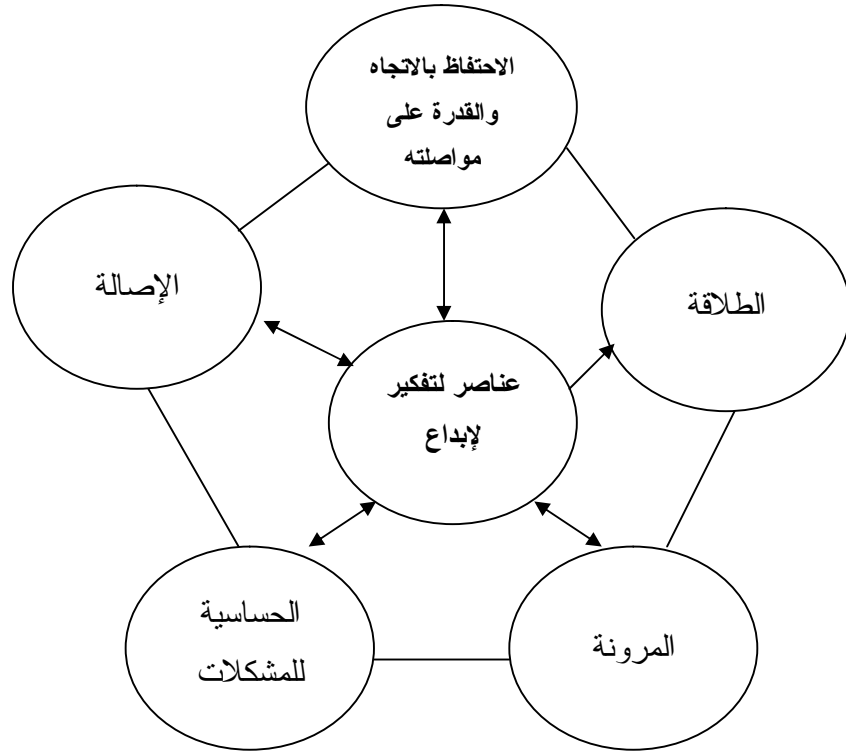 الاحتفاظ بالاتجاه
والقدرة على
مواصلته
الإصالة
الطلاقة
عناصر لتفكير
لإبداع
الحساسية
للمشكلات
المرونة